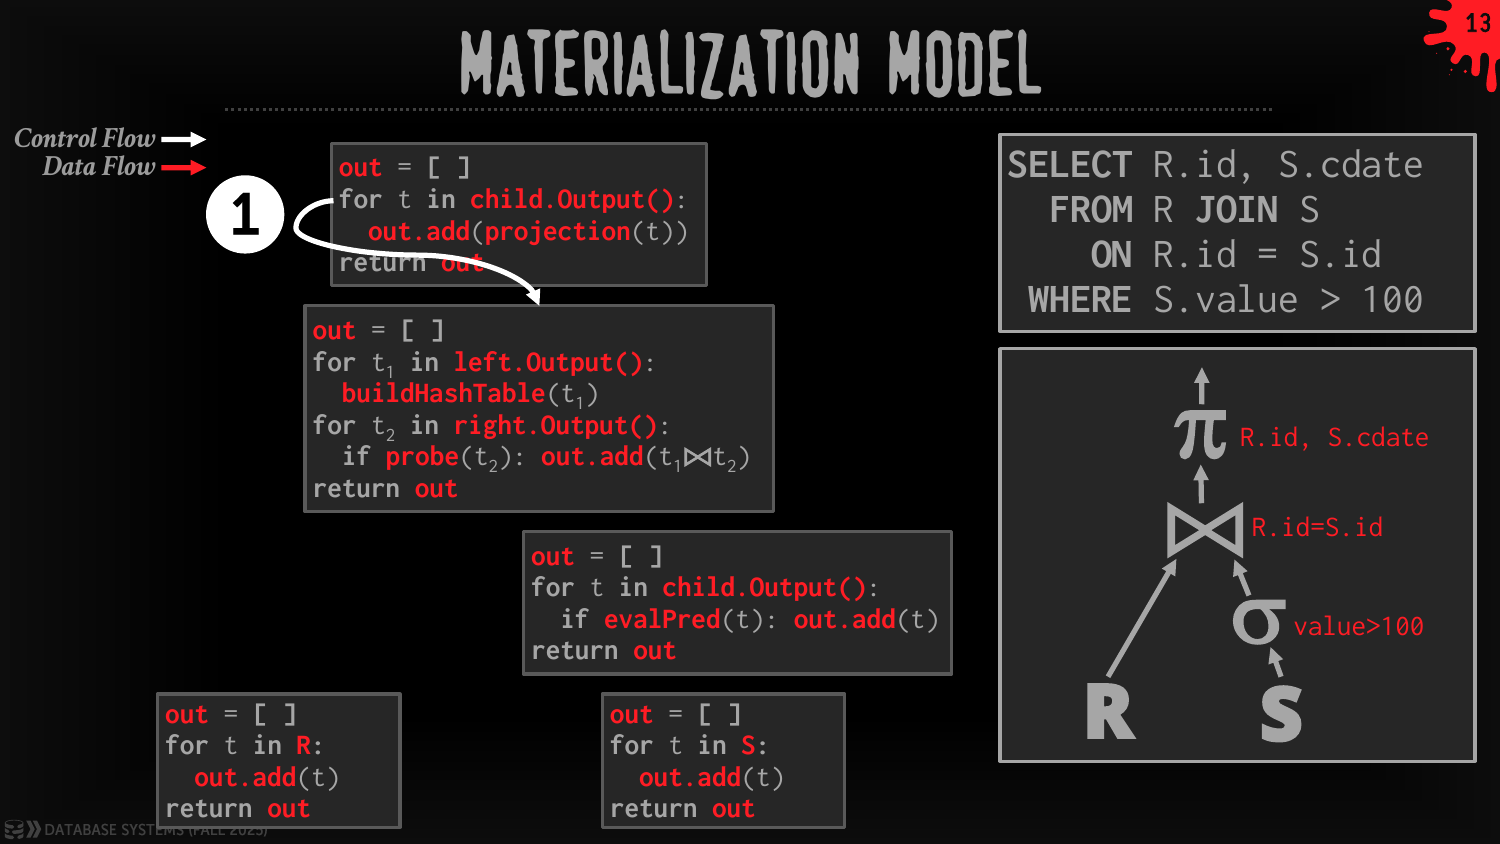 13
MATERIALIZATION MODEL
Control Flow
Data Flow
1
out = [ ]
for t in child.Output():
out.add(projection(t))
return out
out = [ ]
for t₁ in left.Output():
buildHashTable(t₁)
for t₂ in right.Output():
if probe(t₂): out.add(t₁⨝t₂)
return out
out = [ ]
for t in child.Output():
if evalPred(t): out.add(t)
return out
out = [ ]
for t in R:
out.add(t)
return out
out = [ ]
for t in S:
out.add(t)
return out
SELECT R.id, S.cdate
FROM R JOIN S
ON R.id = S.id
WHERE S.value > 100
π R.id, S.cdate
⨝ R.id=S.id
σ value>100
R S
DATABASE SYSTEMS (FALL 2025)